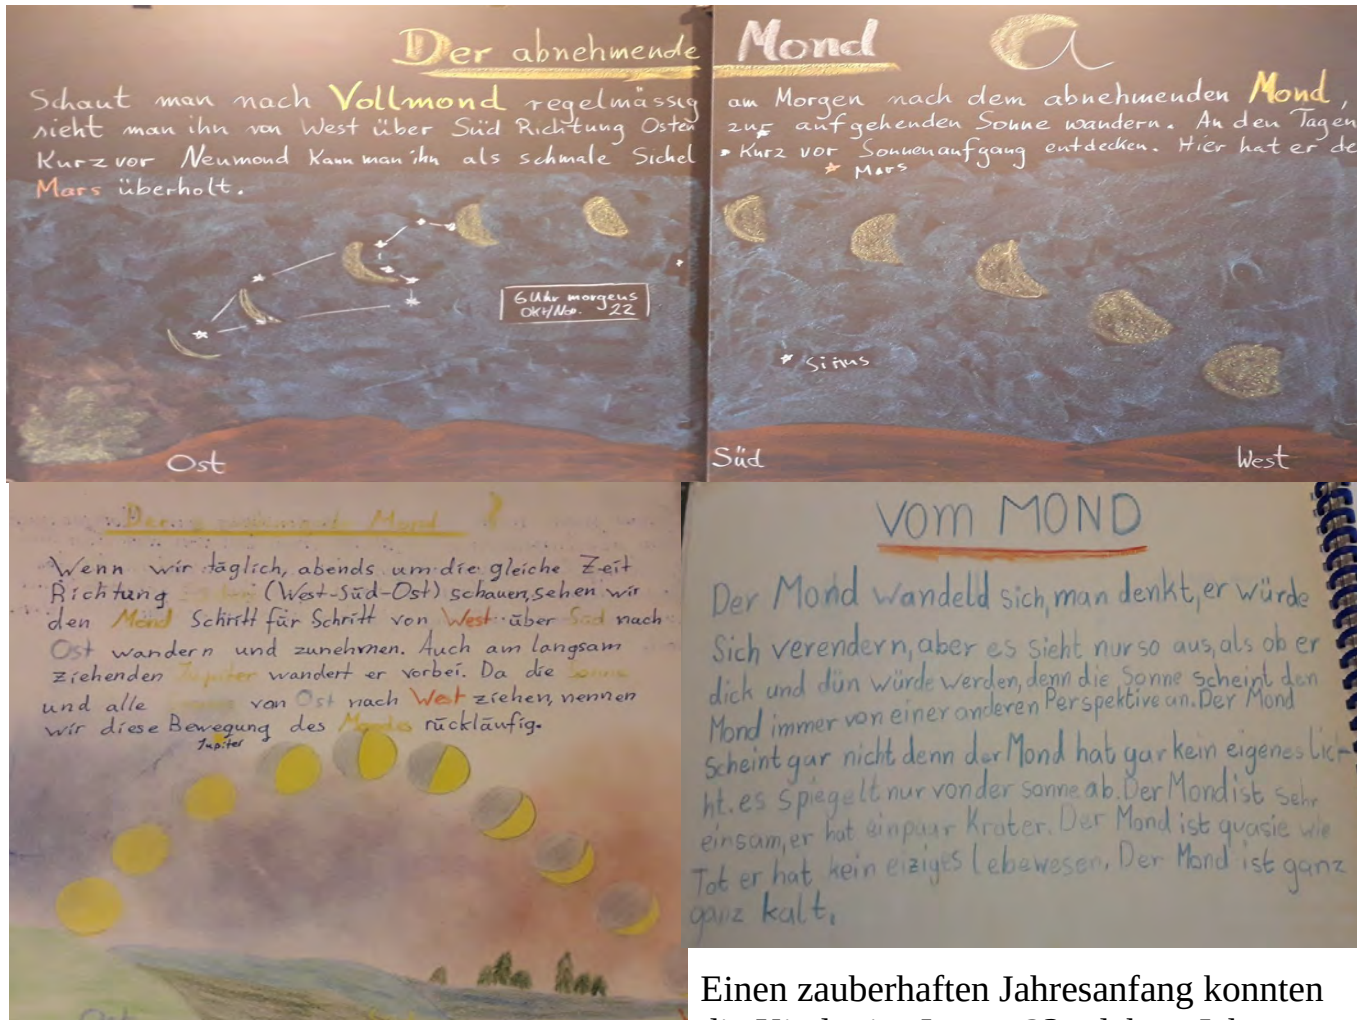 Der abnehmende Mond
Schaut man nach Vollmond regelmässig am Morgen nach dem abnehmenden Mond,
sieht man ihn von West über Süd Richtung Osten zur aufgehenden Sonne wandern. An den Tagen
Kurz vor Neumond kann man ihn als schmale Sichel kurz vor Sonnenaufgang entdecken. Hier hat er de
Mars überholt.
Mars
6 Uhr morgens
Okt/Nov. 22
Sirius
Ost
Süd
West
Der zunehmende Mond
Wenn wir täglich, abends um die gleiche Zeit
Richtung (West-Süd-Ost) schauen, sehen wir
den Mond Schritt für Schritt von West über Süd nach
Ost wandern und zunehmen. Auch am langsam
ziehenden Jupiter wandert er vorbei. Da die Sonne
und alle von Ost nach West ziehen, nennen
wir diese Bewegung des Mondes rückläufig.
Jupiter
Ost
vom MOND
Der Mond wandeld sich, man denkt, er würde
sich verendern, aber es sieht nur so aus, als ob er
dick und dün würde werden, denn die Sonne scheint den
Mond immer von einer anderen Perspektive an. Der Mond
scheint gar nicht denn der Mond hat gar kein eigenes lic-
ht. es spiegelt nur von der sonne ab. Der Mond ist sehr
einsam, er hat ein paar Krater. Der Mond ist quasie wie
Tot er hat kein eiziges lebewesen. Der Mond ist ganz
ganz kalt.
Einen zauberhaften Jahresanfang konnten